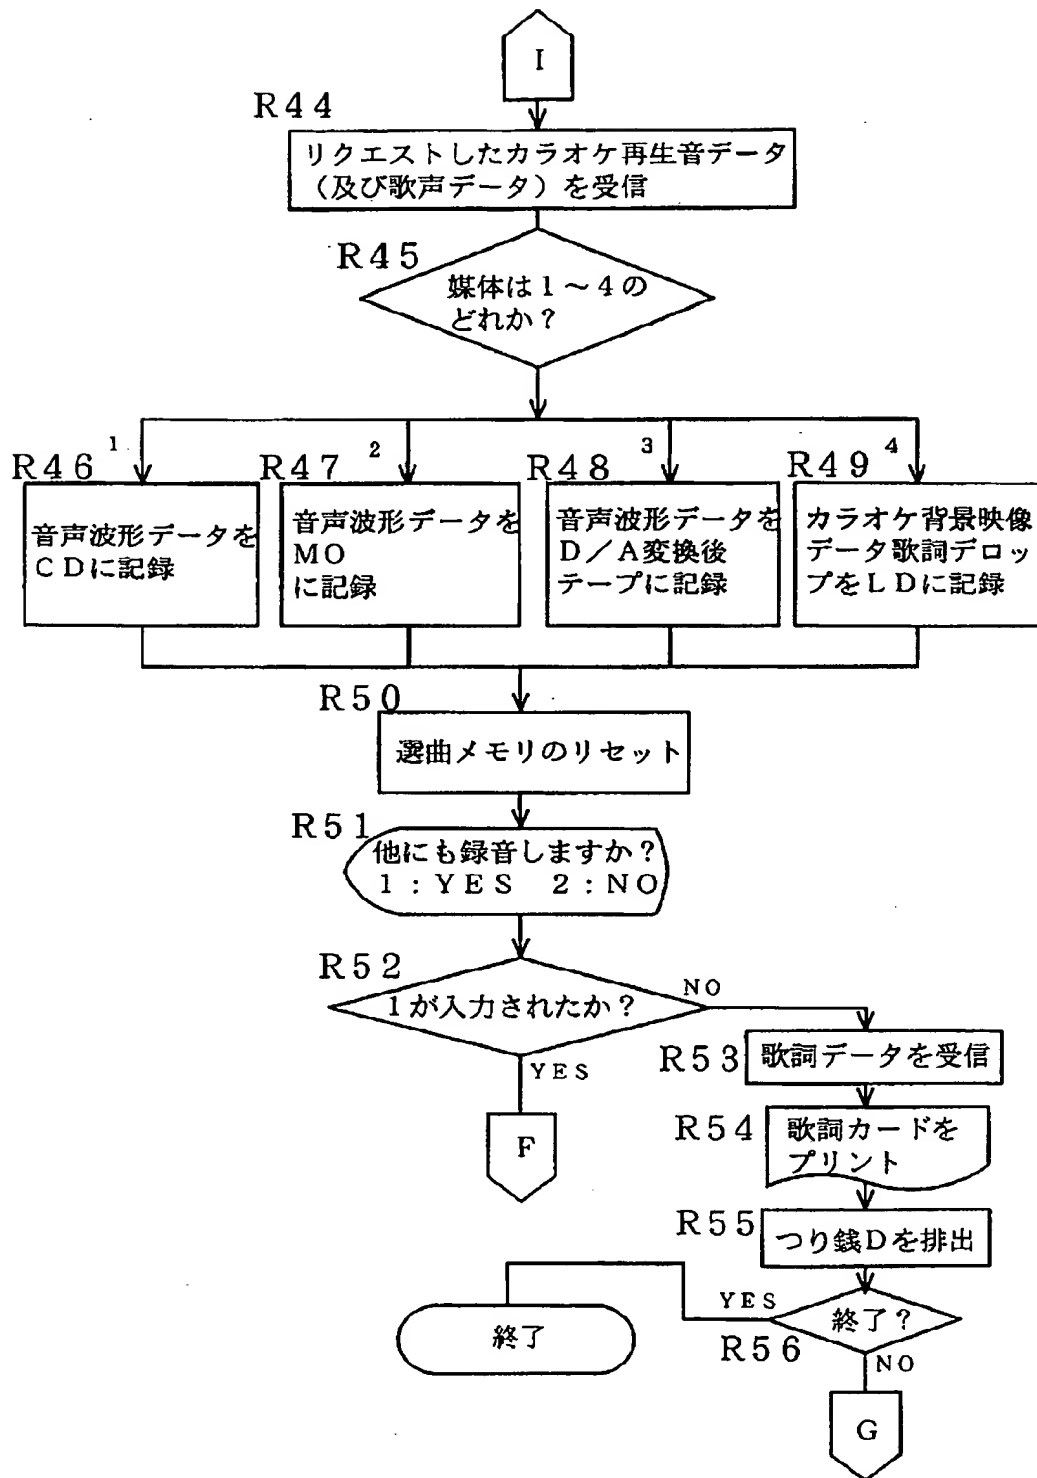 I
R44
リクエストしたカラオケ再生音データ
（及び歌声データ）を受信
R45
媒体は1～4の
どれか？
1
2
3
4
R46
R47
R48
R49
音声波形データを
CDに記録
音声波形データを
MO
に記録
音声波形データを
D／A変換後
テープに記録
カラオケ背景映像
データ歌詞デロッ
プをLDに記録
R50
選曲メモリのリセット
R51
他にも録音しますか？
1：YES 2：NO
R52
1が入力されたか？
NO
YES
F
R53
歌詞データを受信
R54
歌詞カードを
プリント
R55
つり銭Dを排出
YES
終了？
終了
R56
NO
G